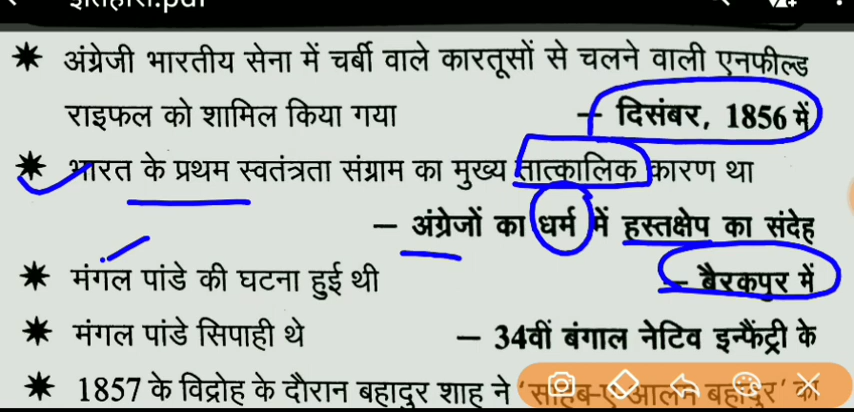 अंग्रेजी भारतीय सेना में चर्बी वाले कारतूसों से चलने वाली एनफील्ड
राइफल को शामिल किया गया – दिसंबर, 1856 में
भारत के प्रथम स्वतंत्रता संग्राम का मुख्य तात्कालिक कारण था
– अंग्रेजों का धर्म में हस्तक्षेप का संदेह
मंगल पांडे की घटना हुई थी – बैरकपुर में
मंगल पांडे सिपाही थे – 34वीं बंगाल नेटिव इन्फैंट्री के
1857 के विद्रोह के दौरान बहादुर शाह ने